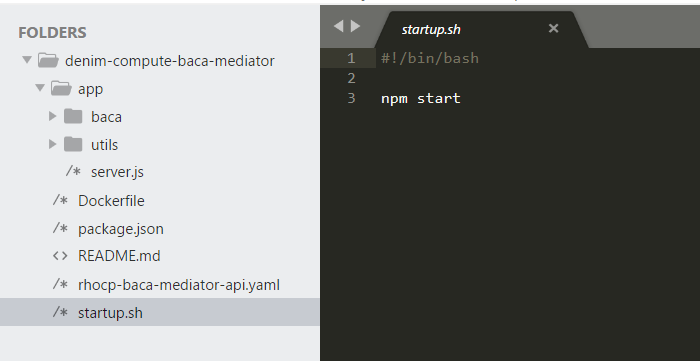 FOLDERS
denim-compute-baca-mediator
app
baca
utils
/* server.js
/* Dockerfile
/* package.json
<> README.md
/* rhocp-baca-mediator-api.yaml
/* startup.sh
startup.sh ×
1 #!/bin/bash
2
3 npm start